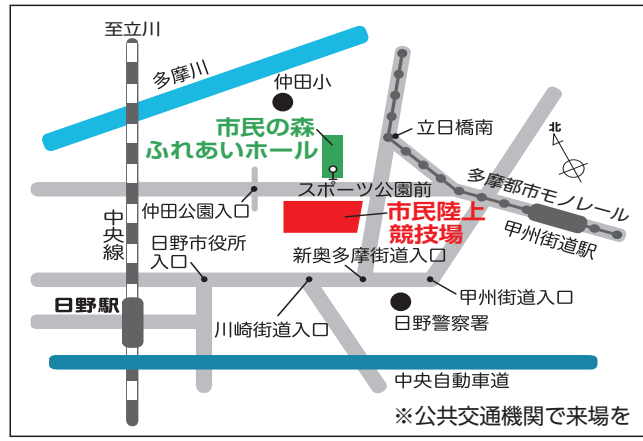 至立川
多摩川
仲田小
市民の森
ふれあいホール
立日橋南
北
多摩都市モノレール
スポーツ公園前
仲田公園入口
市民陸上
競技場
甲州街道駅
中央線
日野市役所
入口
新奥多摩街道入口
甲州街道入口
日野駅
川崎街道入口
日野警察署
中央自動車道
※公共交通機関で来場を